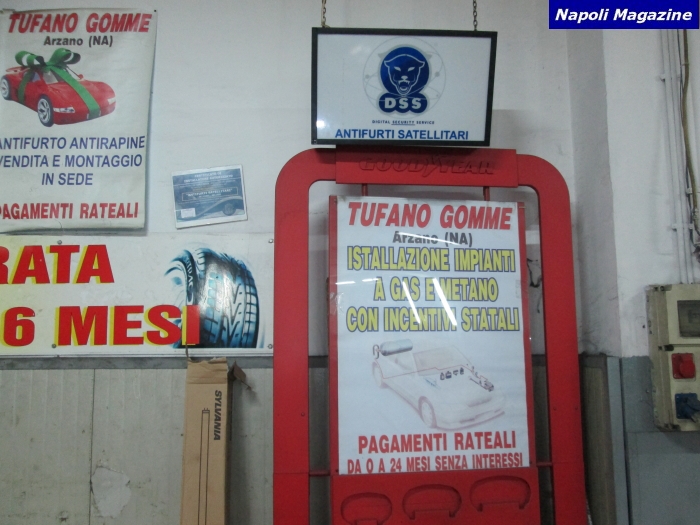 Napoli Magazine
TUFANO GOMME
Arzano (NA)
ANTIFURTO ANTIRAPINE
VENDITA E MONTAGGIO
IN SEDE
PAGAMENTI RATEALI
RATA
6 MESI
DSS
DIGITAL SECURITY SERVICE
ANTIFURTI SATELLITARI
GOODYEAR
TUFANO GOMME
Arzano (NA)
ISTALLAZIONE IMPIANTI
A GAS E METANO
CON INCENTIVI STATALI
PAGAMENTI RATEALI
DA 0 A 24 MESI SENZA INTERESSI
SYLVANIA